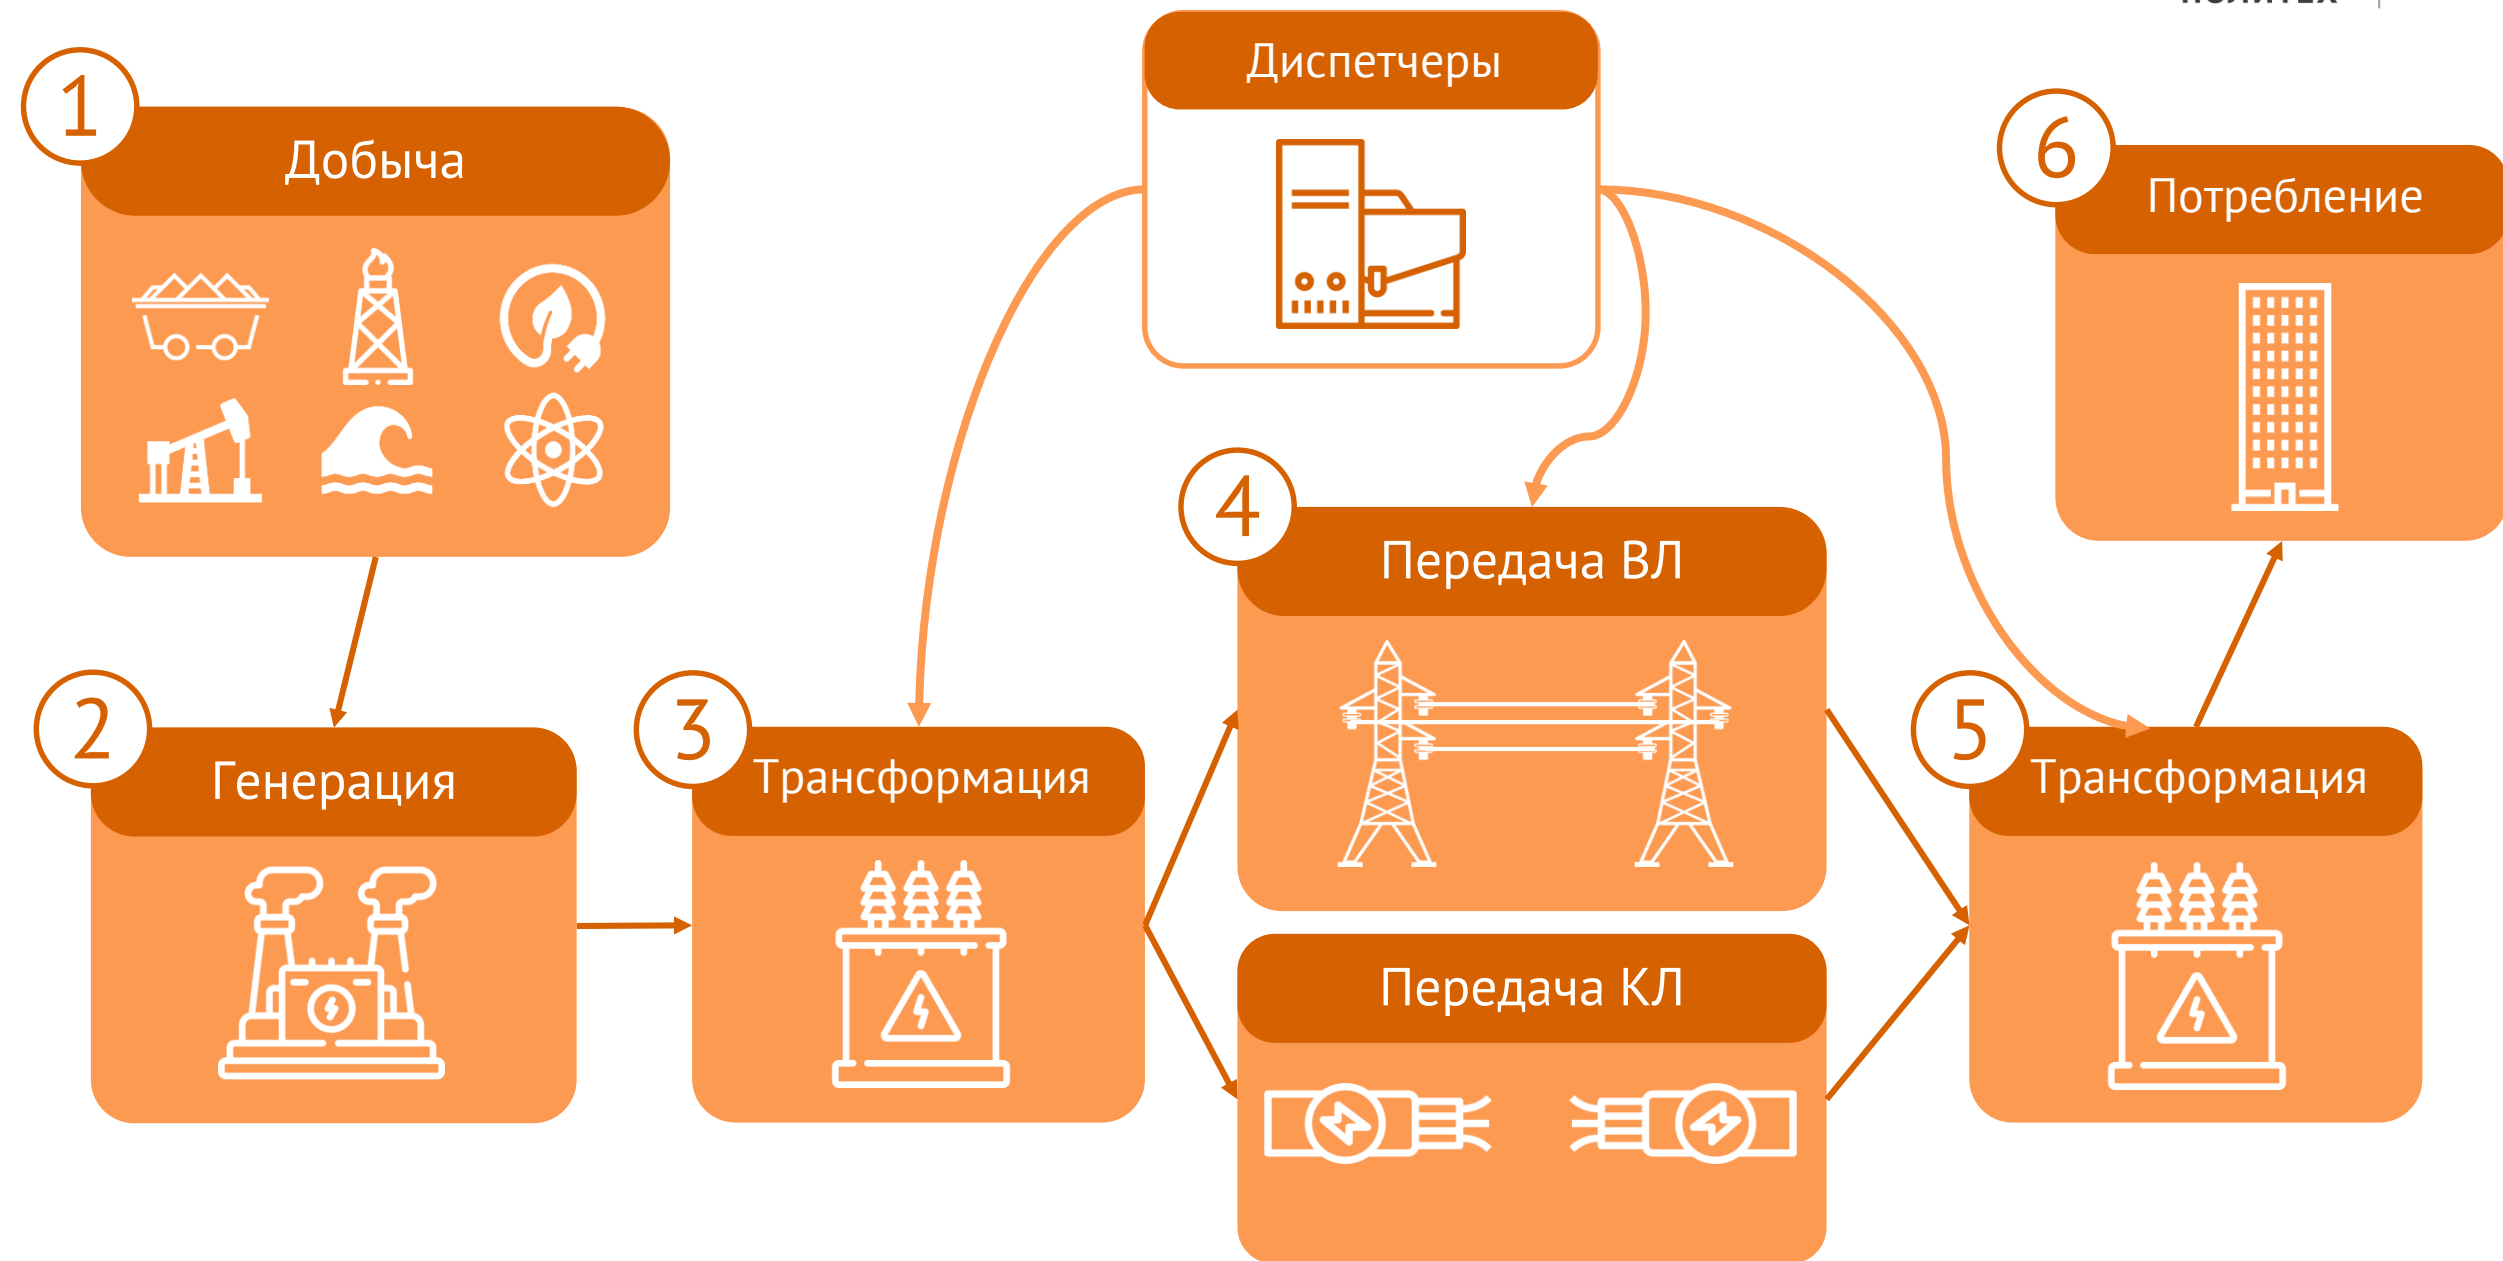 Диспетчеры
1
Добыча
6
Потребление
4
Передача ВЛ
2
Генерация
3
Трансформация
5
Трансформация
Передача КЛ